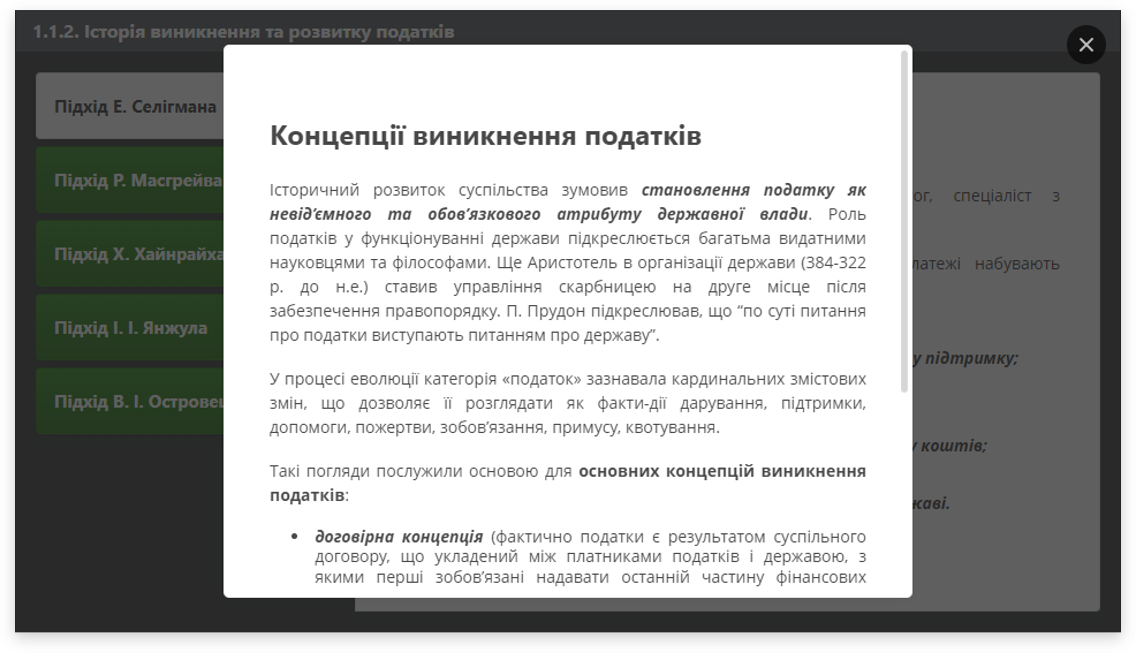 1.1.2. Історія виникнення та розвитку податків
Підхід Е. Селігмана
Підхід Р. Масгрейва
Підхід Х. Хайнрайха
Підхід І. І. Янжула
Підхід В. І.
Концепції виникнення податків
Історичний розвиток суспільства зумовив становлення податку як
невід’ємного та обов’язкового атрибуту державної влади. Роль
податків у функціонуванні держави підкреслюється багатьма видатними
науковцями та філософами. Ще Аристотель в організації держави (384-322
р. до н.е.) ставив управління скарбницею на друге місце після
забезпечення правопорядку. П. Прудон підкреслював, що “по суті питання
про податки виступають питанням про державу”.
У процесі еволюції категорія «податок» зазнавала кардинальних змістових
змін, що дозволяє її розглядати як факти-дії дарування, підтримки,
допомоги, пожертви, зобов’язання, примусу, квотування.
Такі погляди послужили основою для основних концепцій виникнення
податків:
• договірна концепція (фактично податки є результатом суспільного
договору, що укладений між платниками податків і державою, з
якими перші зобов’язані надавати останній частину фінансових
спеціаліст з
набувають
підтримку;
коштів;